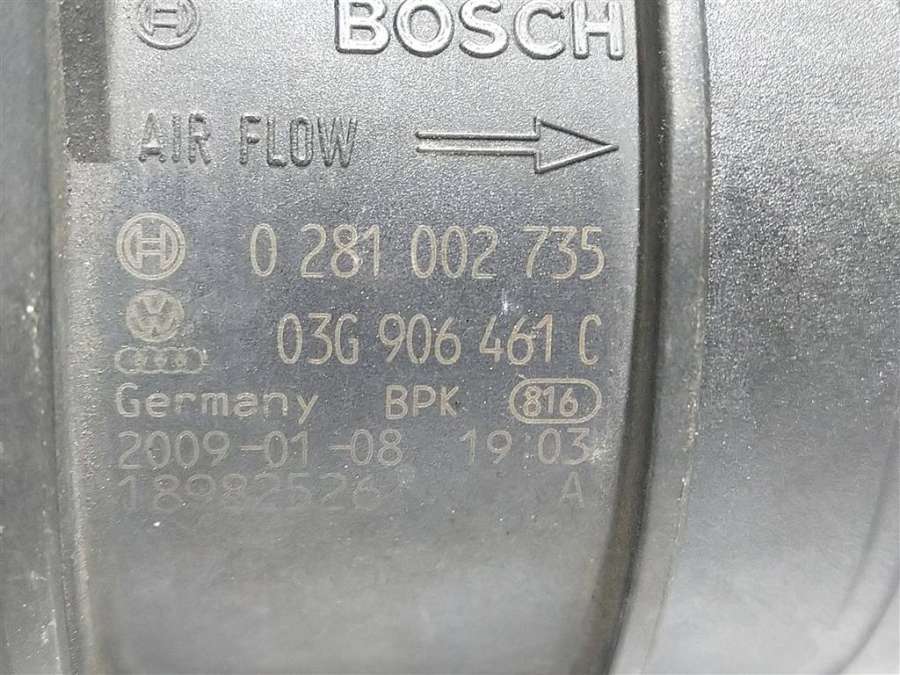 BOSCH
AIR FLOW
0 281 002 735
03G 906 461 C
Germany BPK 816
2009-01-08 19:03
18982526 A